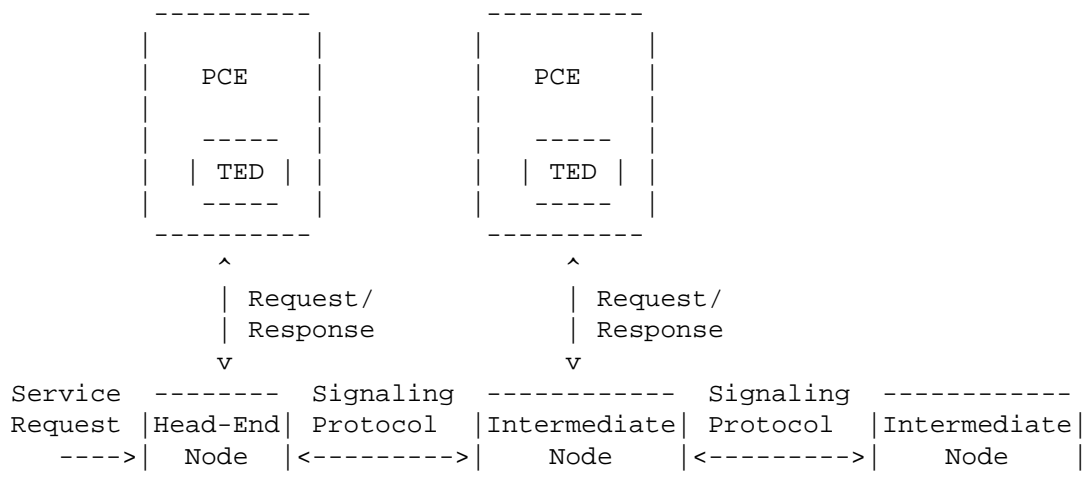 PCE PCE
TED TED
Request/ Request/
Response Response
Service Signaling Signaling
Request Head-End Protocol Intermediate Protocol Intermediate
Node Node Node